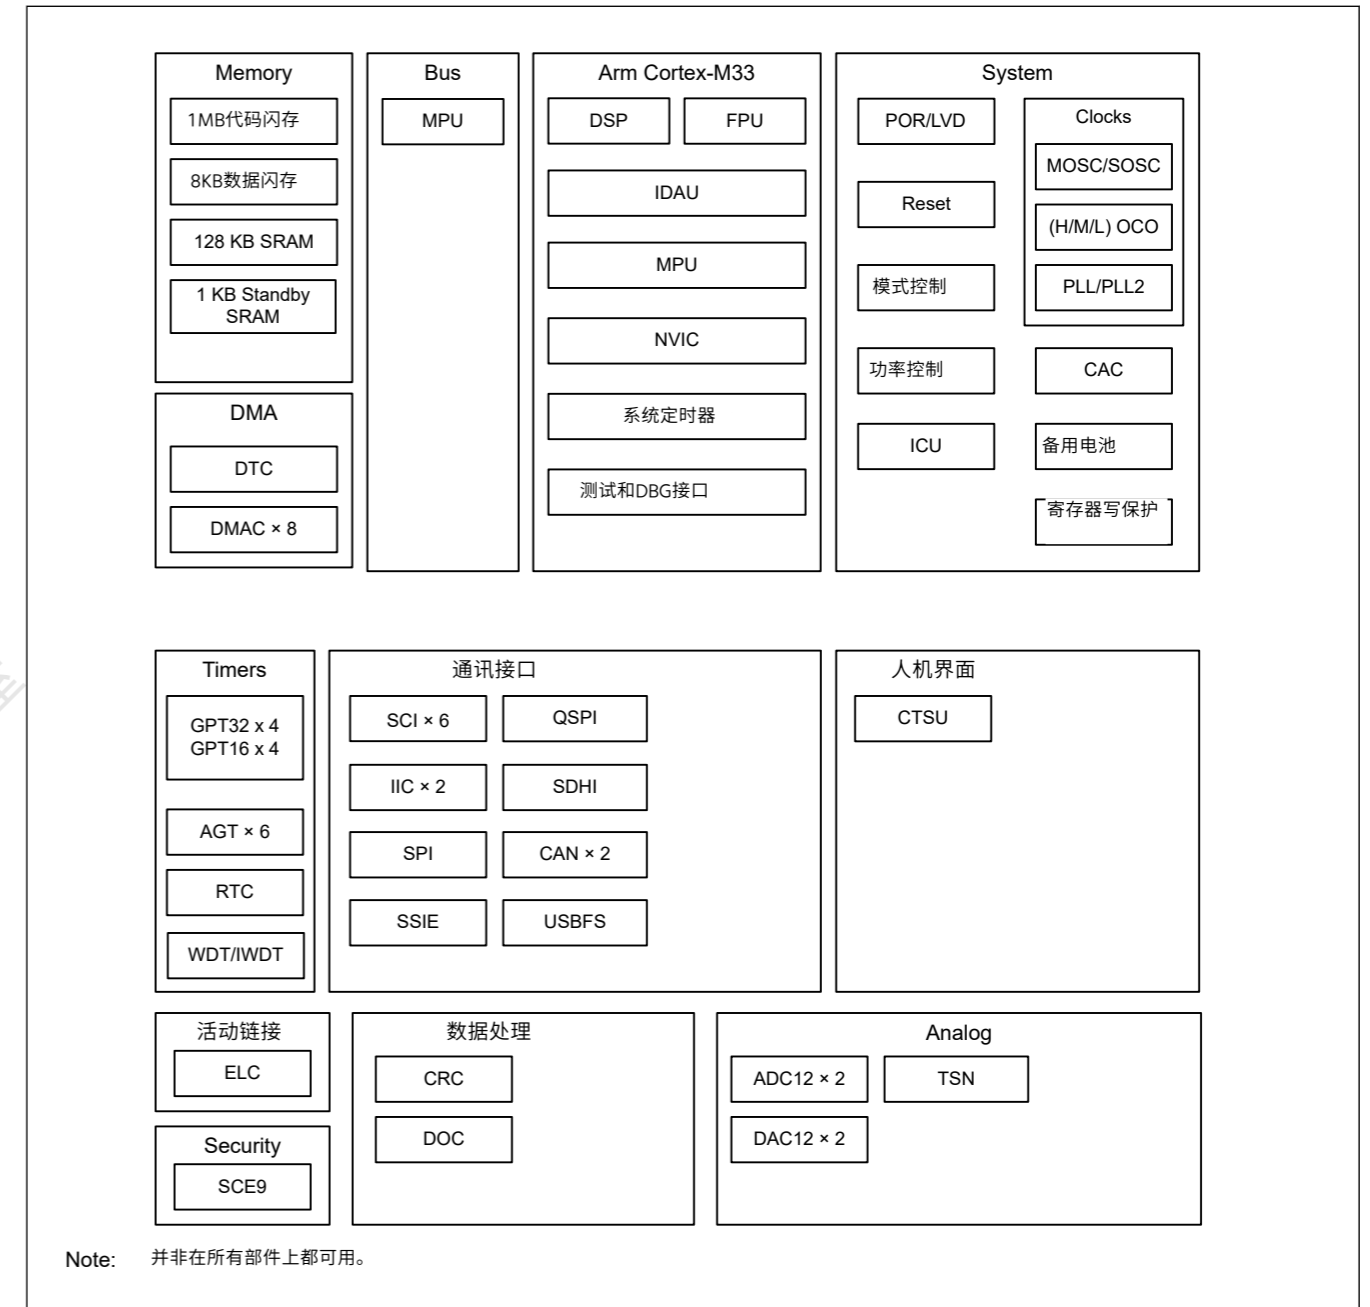 Memory
1MB代码闪存
8KB数据闪存
128 KB SRAM
1 KB Standby
SRAM
DMA
DTC
DMAC × 8
Bus
MPU
Arm Cortex-M33
DSP
FPU
IDAU
MPU
NVIC
系统定时器
测试和DBG接口
System
POR/LVD
Reset
模式控制
功率控制
ICU
Clocks
MOSC/SOSC
(H/M/L) OCO
PLL/PLL2
CAC
备用电池
寄存器写保护
Timers
GPT32 x 4
GPT16 x 4
AGT × 6
RTC
WDT/IWDT
通讯接口
SCI × 6
QSPI
IIC × 2
SDHI
SPI
CAN × 2
SSIE
USBFS
人机界面
CTSU
活动链接
ELC
Security
SCE9
数据处理
CRC
DOC
Analog
ADC12 × 2
TSN
DAC12 × 2
Note: 并非在所有部件上都可用。